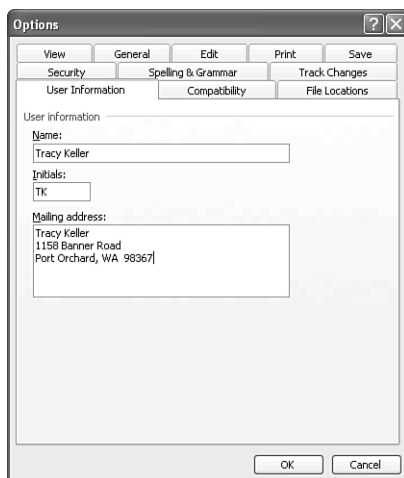 Options
View General Edit Print Save
Security Spelling & Grammar Track Changes
User Information Compatibility File Locations
User information
Name:
Tracy Keller
Initials:
TK
Mailing address:
Tracy Keller
1158 Banner Road
Port Orchard, WA 98367
OK Cancel